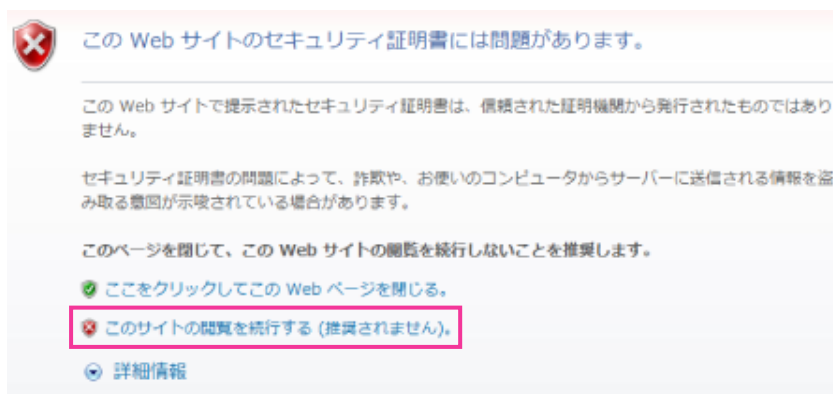 この Web サイトのセキュリティ証明書には問題があります。
この Web サイトで提示されたセキュリティ証明書は、信頼された証明機関から発行されたものではあり
ません。
セキュリティ証明書の問題によって、詐欺や、お使いのコンピュータからサーバーに送信される情報を盗
み取る意図が示唆されている場合があります。
このページを閉じて、この Web サイトの閲覧を続行しないことを推奨します。
ここをクリックしてこの Web ページを閉じる。
このサイトの閲覧を続行する (推奨されません)。
詳細情報